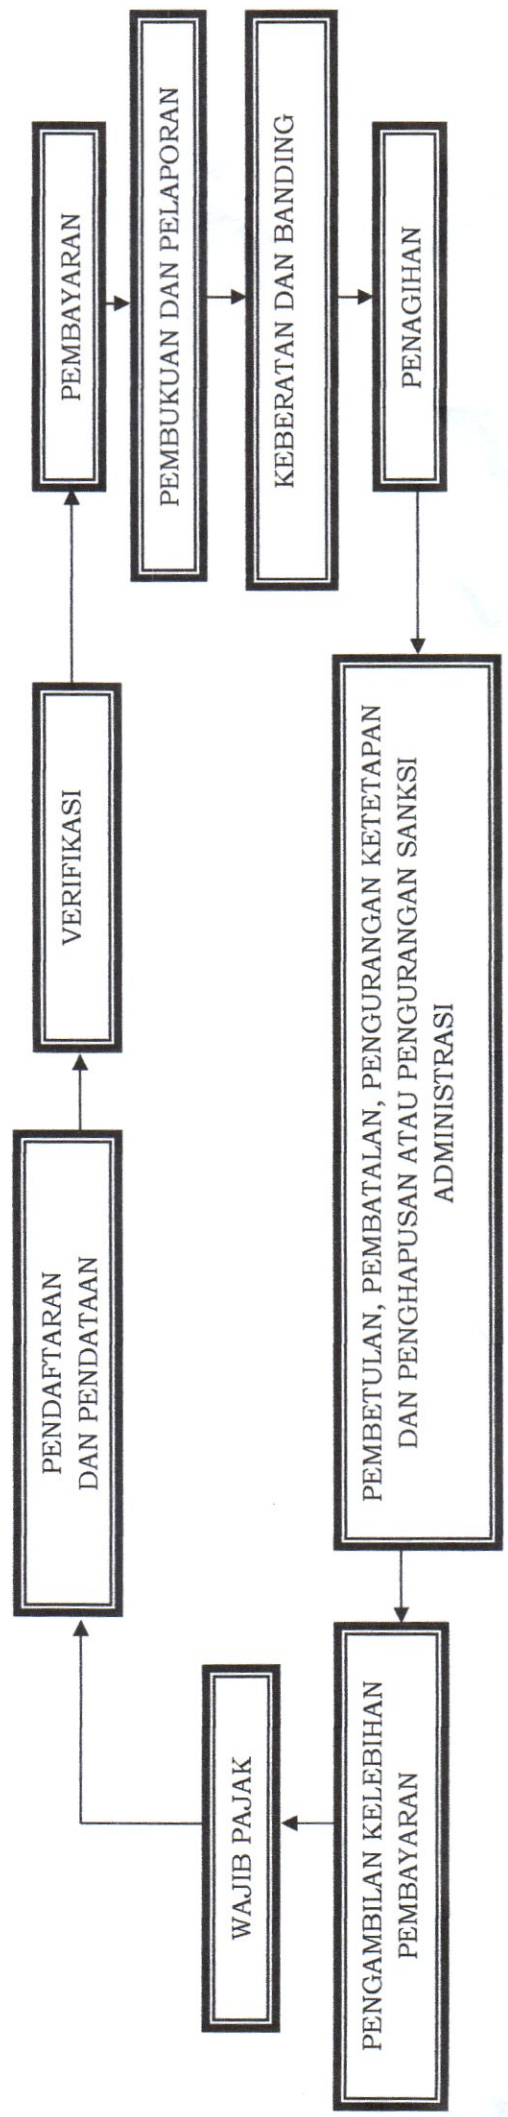 PENDAFTARAN
DAN PENDATAAN
VERIFIKASI
PEMBAYARAN
PEMBUKUAN DAN PELAPORAN
KEBERATAN DAN BANDING
PENAGIHAN
PEMBETULAN, PEMBATALAN, PENGURANGAN KETETAPAN
DAN PENGHAPUSAN ATAU PENGURANGAN SANKSI
ADMINISTRASI
PENGAMBILAN KELEBIHAN
PEMBAYARAN
WAJIB PAJAK